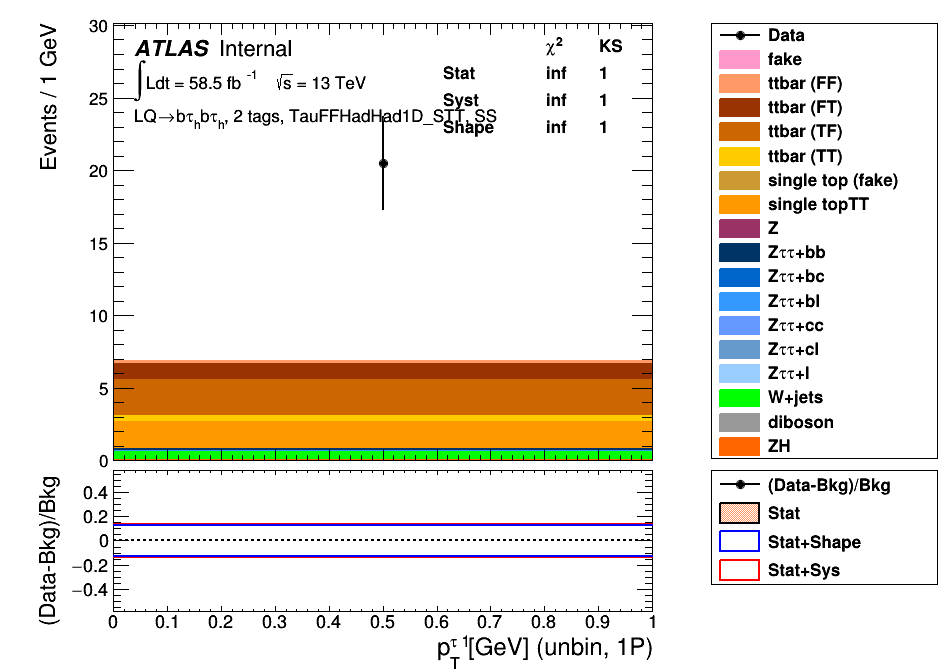 ATLAS Internal
∫Ldt = 58.5 fb⁻¹ √s = 13 TeV
LQ→bτ_hbτ_h, 2 tags, TauFFHadHad1D_STT, SS
χ² KS
Stat inf 1
Syst inf 1
Shape inf 1
Events / 1 GeV
30
25
20
15
10
5
0
Data
fake
ttbar (FF)
ttbar (FT)
ttbar (TF)
ttbar (TT)
single top (fake)
single topTT
Z
Zττ+bb
Zττ+bc
Zττ+bl
Zττ+cc
Zττ+cl
Zττ+l
W+jets
diboson
ZH
(Data-Bkg)/Bkg
0.4
0.2
0
−0.2
−0.4
0 0.1 0.2 0.3 0.4 0.5 0.6 0.7 0.8 0.9 1
p_T^τ1[GeV] (unbin, 1P)
(Data-Bkg)/Bkg
Stat
Stat+Shape
Stat+Sys